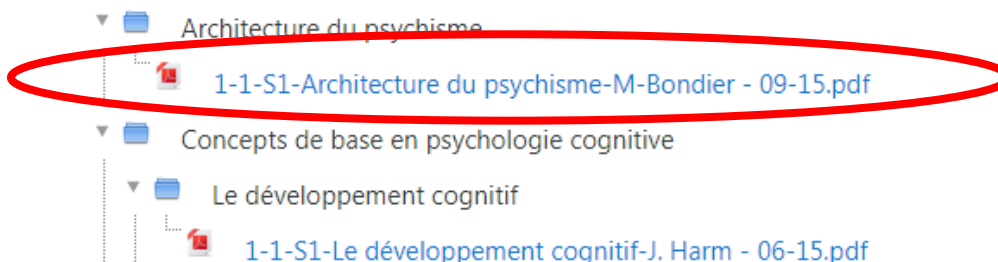 Architecture du psychisme
1-1-S1-Architecture du psychisme-M-Bondier - 09-15.pdf
Concepts de base en psychologie cognitive
Le développement cognitif
1-1-S1-Le développement cognitif-J. Harm - 06-15.pdf